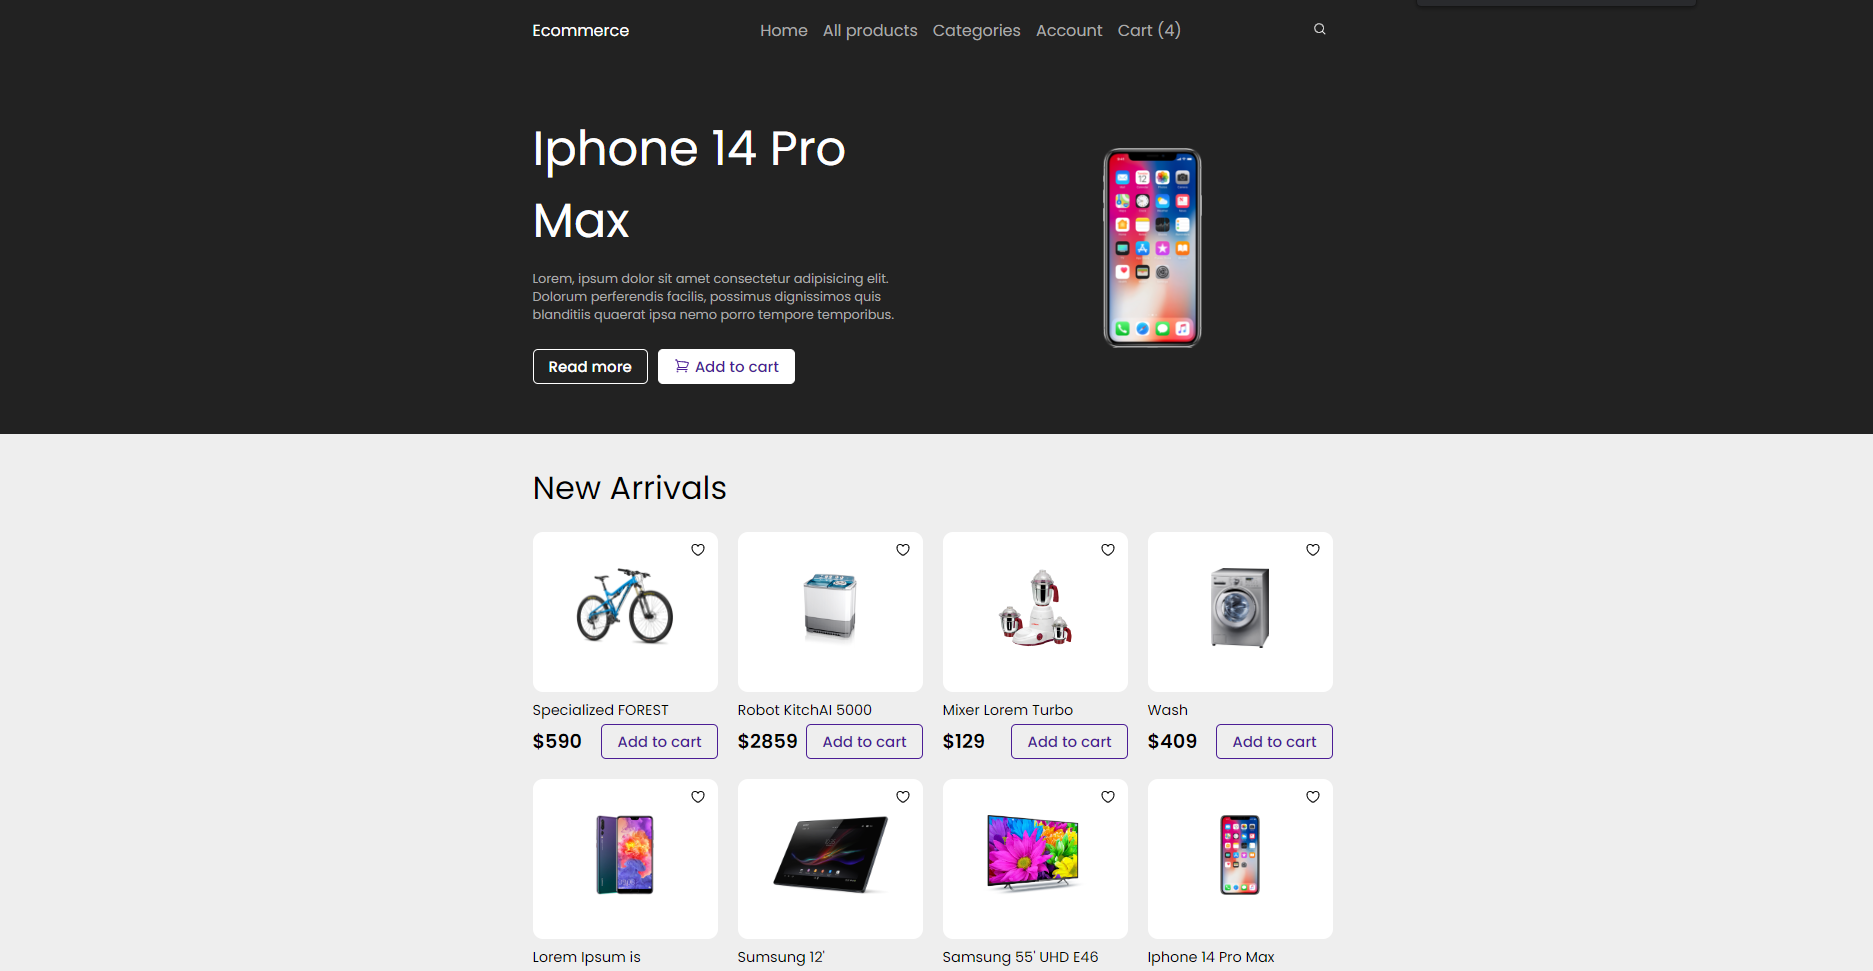 Ecommerce
Home
All products
Categories
Account
Cart (4)
Iphone 14 Pro
Max
Lorem, ipsum dolor sit amet consectetur adipisicing elit.
Dolorum perferendis facilis, possimus dignissimos quis
blanditiis quaerat ipsa nemo porro tempore temporibus.
Read more
Add to cart
New Arrivals
Specialized FOREST
$590
Add to cart
Robot KitchAI 5000
$2859
Add to cart
Mixer Lorem Turbo
$129
Add to cart
Wash
$409
Add to cart
Lorem Ipsum is
Sumsung 12'
Samsung 55' UHD E46
Iphone 14 Pro Max